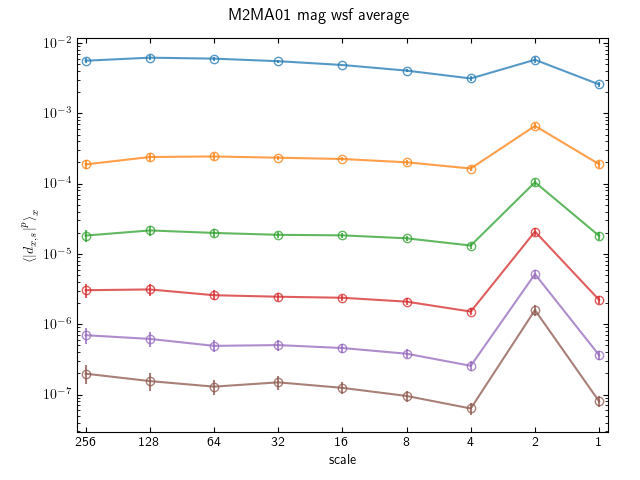 M2MA01 mag wsf average
10⁻²
10⁻³
10⁻⁴
10⁻⁵
10⁻⁶
10⁻⁷
⟨|d_{x,s}|^p⟩_x
256 128 64 32 16 8 4 2 1
scale